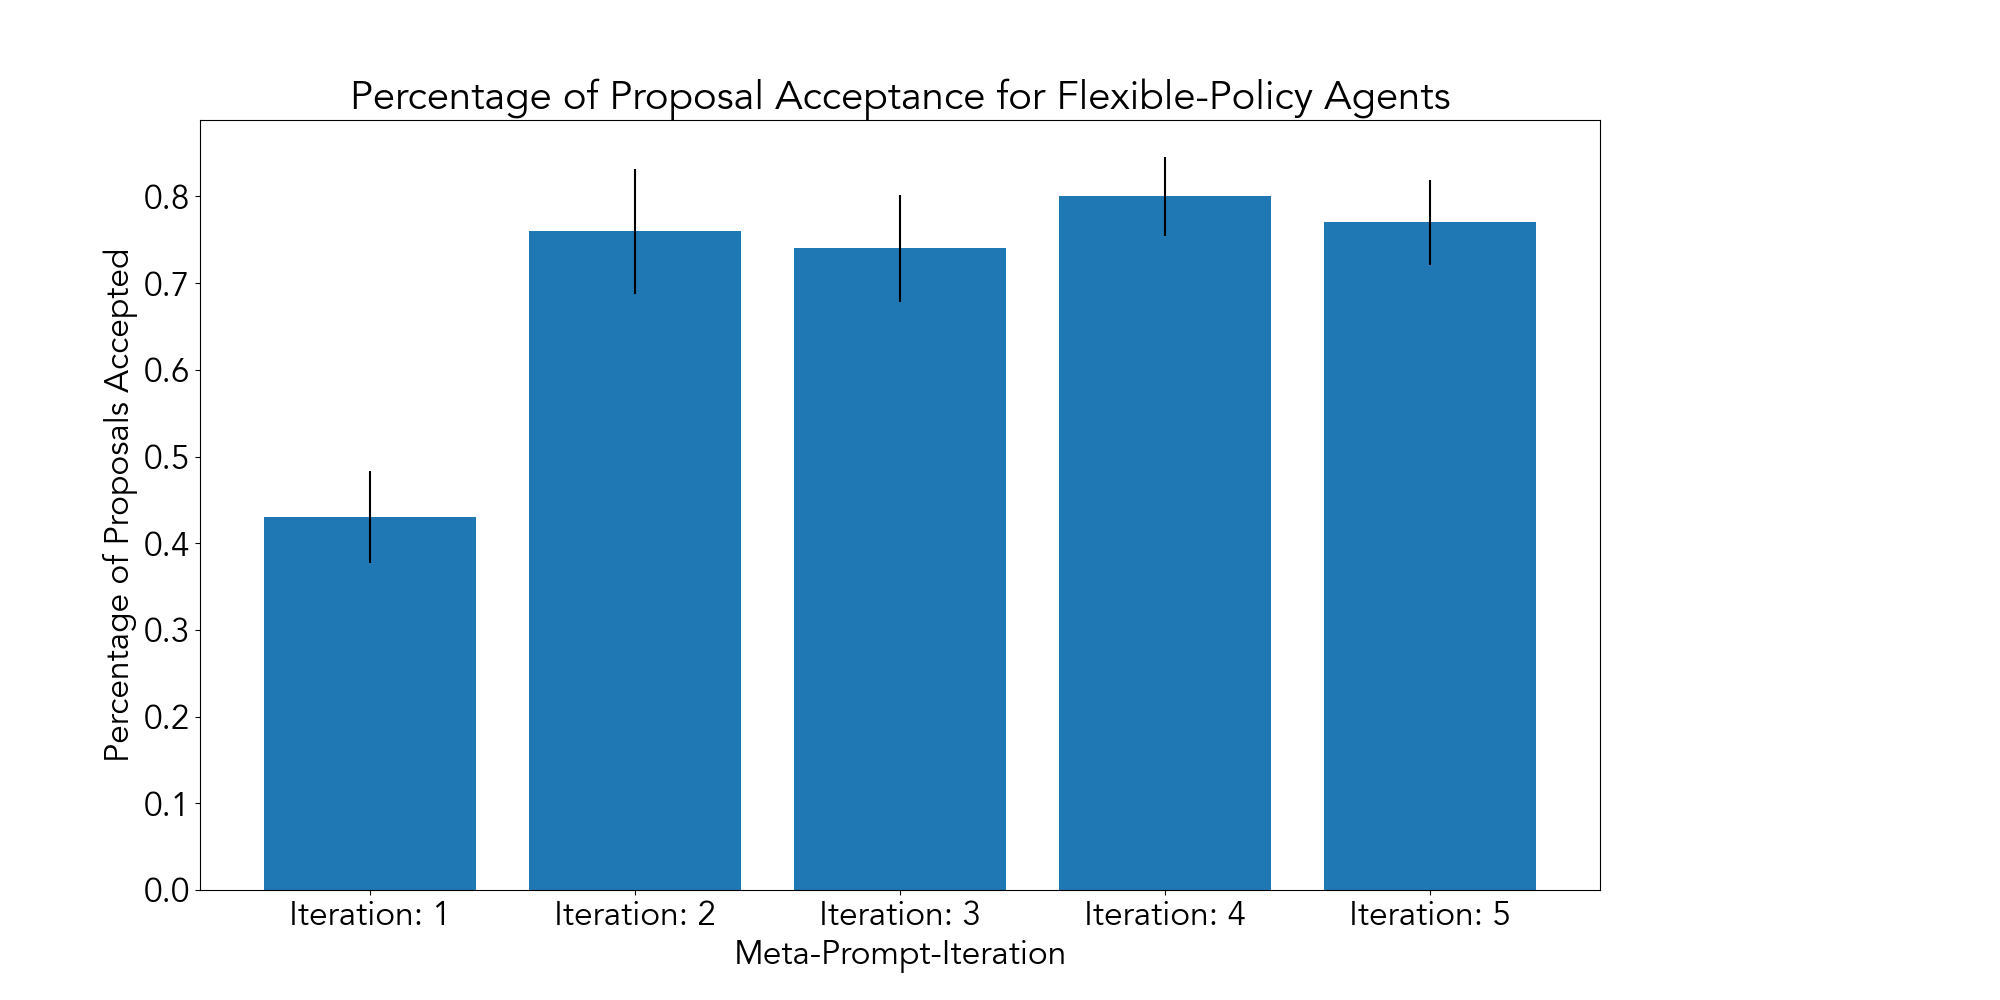 Percentage of Proposal Acceptance for Flexible-Policy Agents
Percentage of Proposals Accepted
0.8
0.7
0.6
0.5
0.4
0.3
0.2
0.1
0.0
Iteration: 1
Iteration: 2
Iteration: 3
Iteration: 4
Iteration: 5
Meta-Prompt-Iteration